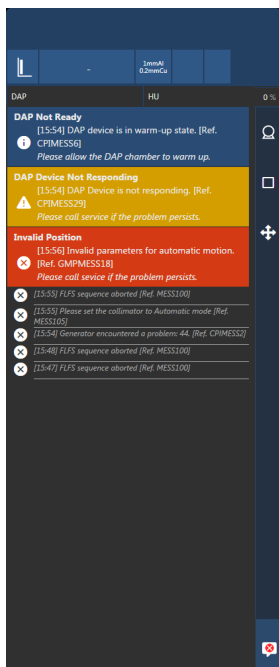 1mmAl
0.2mmCu
-
DAP
HU
0 %
DAP Not Ready
[15:54] DAP device is in warm-up state. [Ref.
CPIMESS6]
Please allow the DAP chamber to warm up.
DAP Device Not Responding
[15:54] DAP Device is not responding. [Ref.
CPIMESS29]
Please call service if the problem persists.
Invalid Position
[15:56] Invalid parameters for automatic motion.
[Ref. GMPMESS18]
Please call sevice if the problem persists.
[15:55] FLFS sequence aborted [Ref. MESS100]
[15:55] Please set the collimator to Automatic mode [Ref.
MESS105]
[15:54] Generator encountered a problem: 44. [Ref. CPIMESS2]
[15:48] FLFS sequence aborted [Ref. MESS100]
[15:47] FLFS sequence aborted [Ref. MESS100]